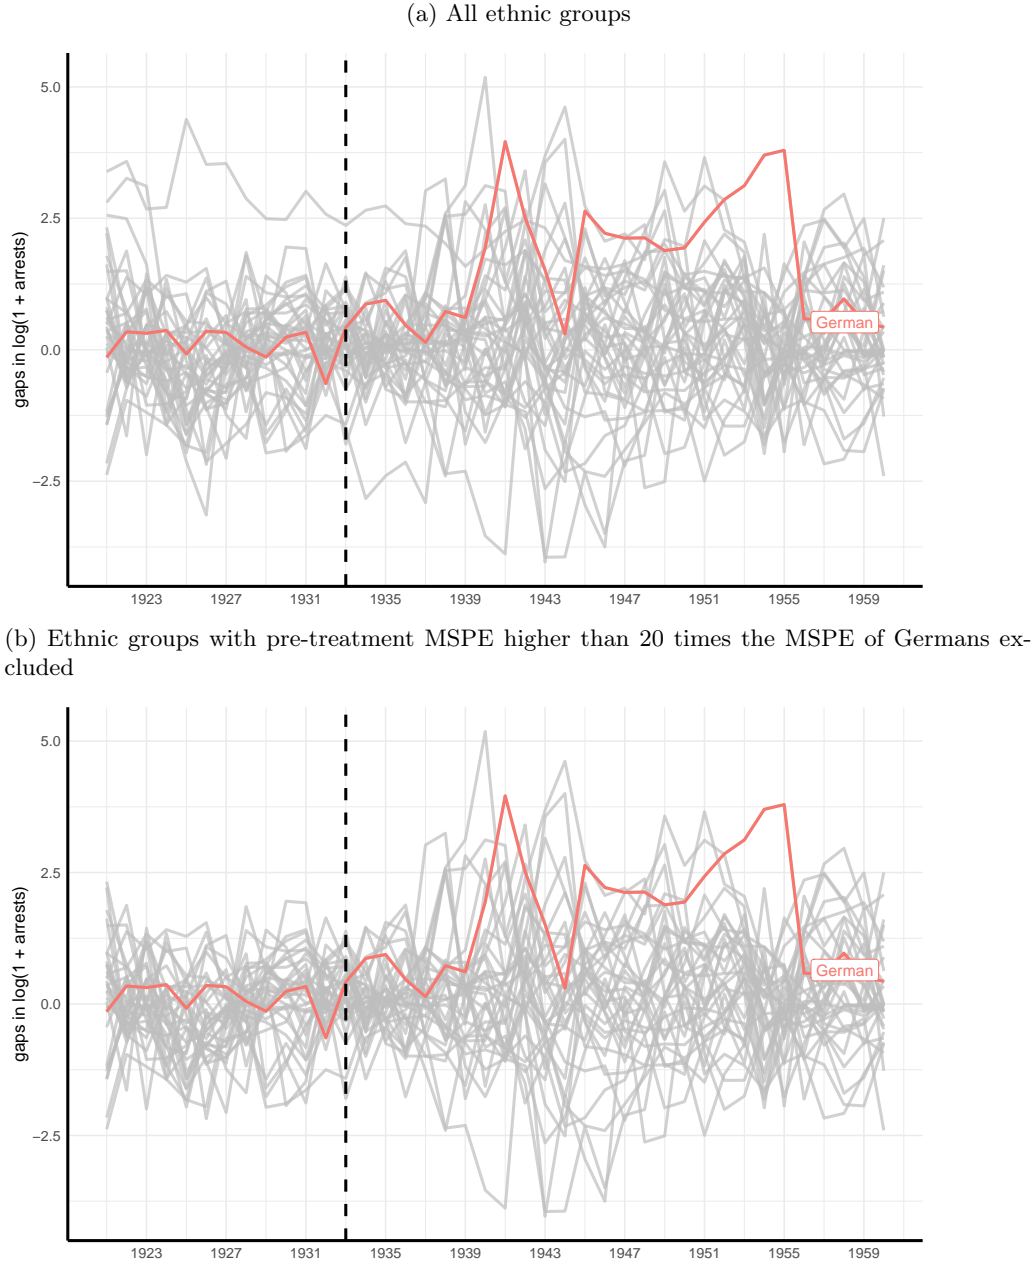 (a) All ethnic groups
5.0
2.5
0.0
−2.5
gaps in log(1 + arrests)
German
1923 1927 1931 1935 1939 1943 1947 1951 1955 1959
(b) Ethnic groups with pre-treatment MSPE higher than 20 times the MSPE of Germans ex-
cluded
5.0
2.5
0.0
−2.5
gaps in log(1 + arrests)
German
1923 1927 1931 1935 1939 1943 1947 1951 1955 1959